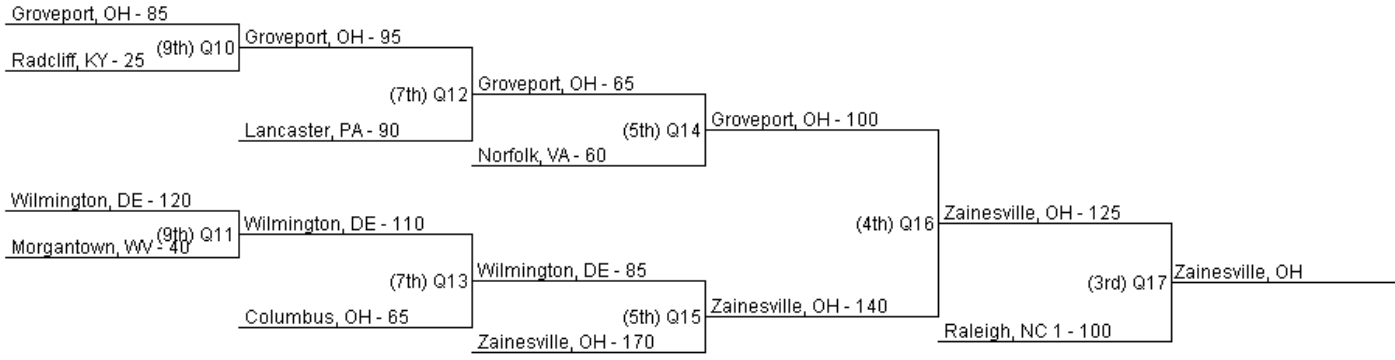 Groveport, OH - 85
(9th) Q10
Radcliff, KY - 25
Groveport, OH - 95
(7th) Q12
Lancaster, PA - 90
Groveport, OH - 65
(5th) Q14
Norfolk, VA - 60
Groveport, OH - 100
Wilmington, DE - 120
(9th) Q11
Morgantown, WV - 40
Wilmington, DE - 110
(7th) Q13
Columbus, OH - 65
Wilmington, DE - 85
(5th) Q15
Zainesville, OH - 170
Zainesville, OH - 140
(4th) Q16
Zainesville, OH - 125
(3rd) Q17
Raleigh, NC 1 - 100
Zainesville, OH